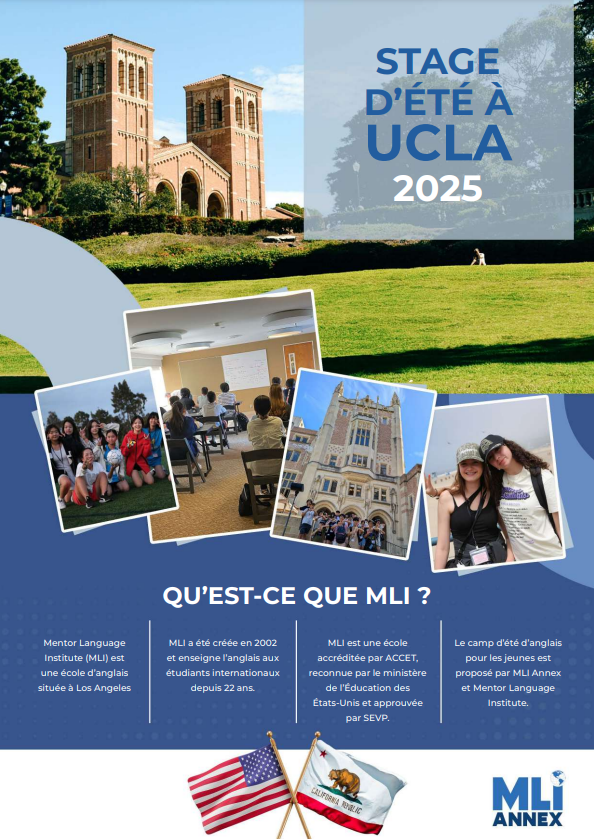 STAGE
D'ÉTÉ À
UCLA
2025
QU'EST-CE QUE MLI ?
Mentor Language
Institute (MLI) est
une école d'anglais
située à Los Angeles
MLI a été créée en 2002
et enseigne l'anglais aux
étudiants internationaux
depuis 22 ans.
MLI est une école
accréditée par ACCET,
reconnue par le ministère
de l'Éducation des
États-Unis et approuvée
par SEVP.
Le camp d'été d'anglais
pour les jeunes est
proposé par MLI Annex
et Mentor Language
Institute.
CALIFORNIA REPUBLIC
MLI
ANNEX